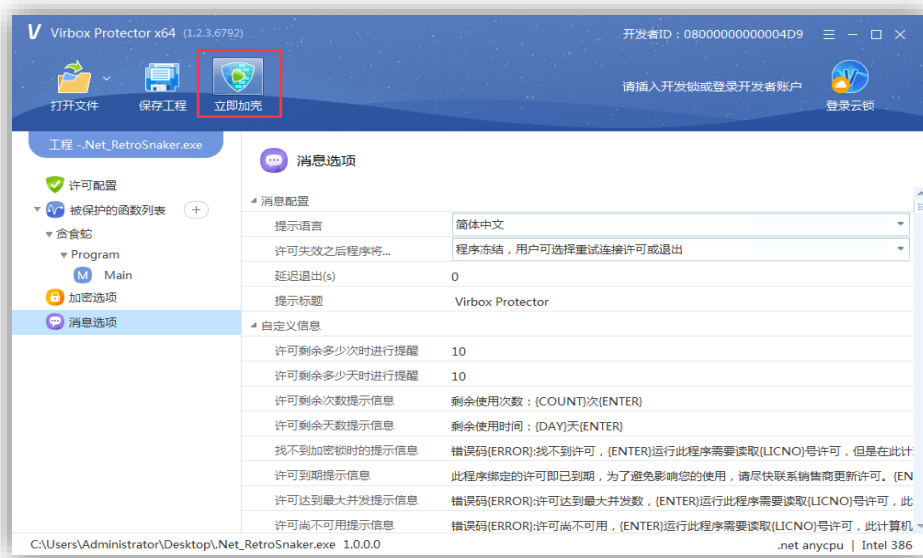 V Virbox Protector x64 (1.2.3.6792) 开发者ID：08000000000004D9
打开文件 保存工程 立即加壳 请插入开发锁或登录开发者账户 登录云锁
工程 -.Net_RetroSnaker.exe
许可配置
被保护的函数列表
贪食蛇
Program
M Main
加密选项
消息选项
消息选项
消息配置
提示语言 简体中文
许可失效之后程序将... 程序冻结，用户可选择重试连接许可或退出
延迟退出(s) 0
提示标题 Virbox Protector
自定义信息
许可剩余多少次时进行提醒 10
许可剩余多少天时进行提醒 10
许可剩余次数提示信息 剩余使用次数：{COUNT}次{ENTER}
许可剩余天数提示信息 剩余使用时间：{DAY}天{ENTER}
找不到加密锁时的提示信息 错误码{ERROR}:找不到许可，{ENTER}运行此程序需要读取{LICNO}号许可，但是在此计
许可到期提示信息 此程序绑定的许可即已到期，为了避免影响您的使用，请尽快联系销售商更新许可。{EN
许可达到最大并发提示信息 错误码{ERROR}:许可达到最大并发数，{ENTER}运行此程序需要读取{LICNO}号许可，此
许可尚不可用提示信息 错误码{ERROR}:许可尚不可用，{ENTER}运行此程序需要读取{LICNO}号许可，此计算机
C:\Users\Administrator\Desktop\.Net_RetroSnaker.exe 1.0.0.0 .net anycpu | Intel 386